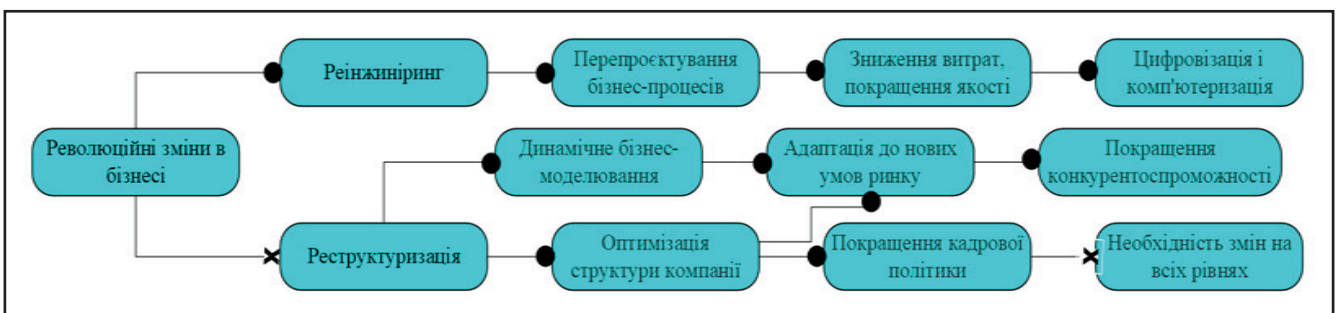 Реінжиніринг
Перепроєктування
бізнес-процесів
Зниження витрат,
покращення якості
Цифровізація і
комп'ютеризація
Революційні зміни в
бізнесі
Динамічне бізнес-
моделювання
Адаптація до нових
умов ринку
Покращення
конкурентоспроможності
Реструктуризація
Оптимізація
структури компанії
Покращення кадрової
політики
Необхідність змін на
всіх рівнях